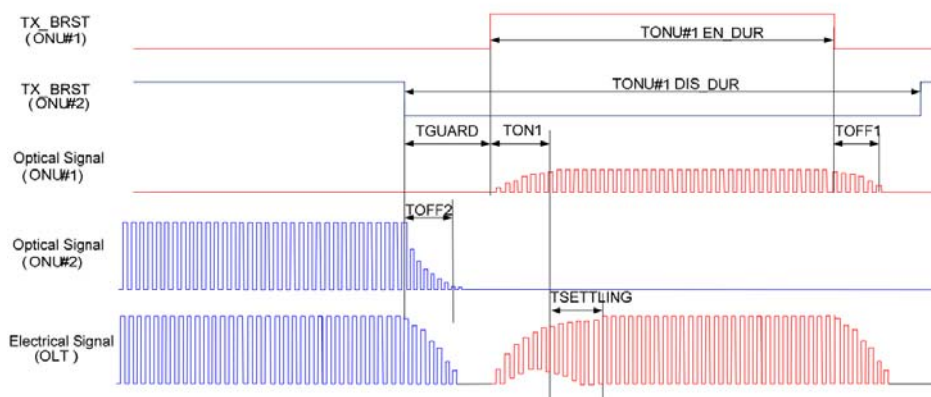 TX_BRST
(ONU#1)
TONU#1 EN_DUR
TX_BRST
(ONU#2)
TONU#1 DIS_DUR
TGUARD
TON1
TOFF1
Optical Signal
(ONU#1)
TOFF2
Optical Signal
(ONU#2)
TSETTLING
Electrical Signal
(OLT )